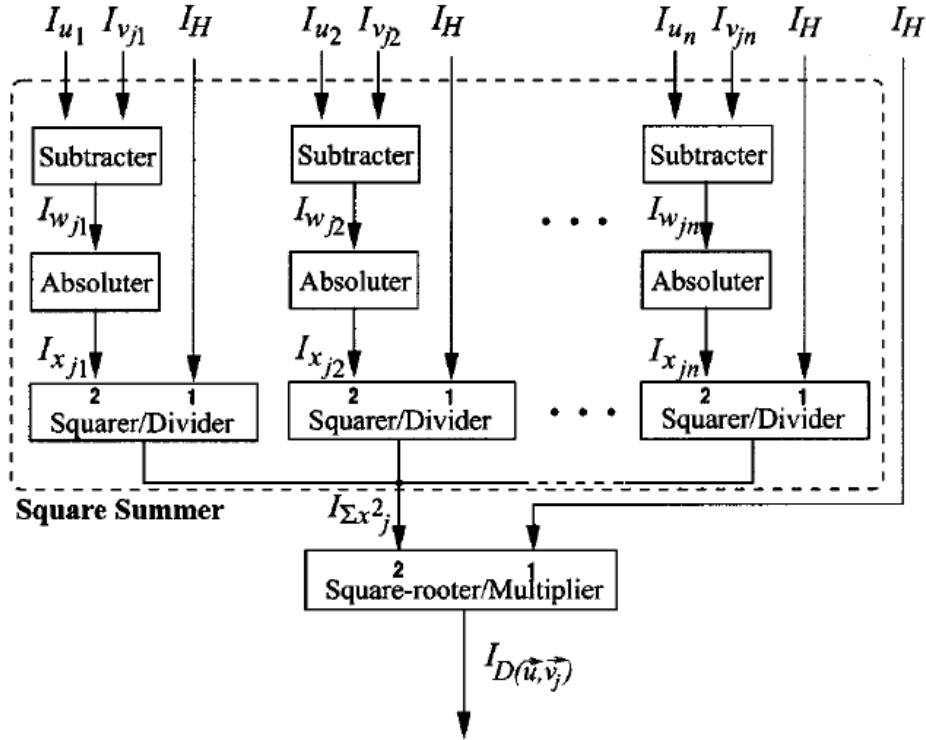 I_{u_1} I_{v_{j1}} I_H I_{u_2} I_{v_{j2}} I_H I_{u_n} I_{v_{jn}} I_H I_H
Subtracter Subtracter Subtracter
I_{w_{j1}} I_{w_{j2}} . . . I_{w_{jn}}
Absoluter Absoluter Absoluter
I_{x_{j1}} I_{x_{j2}} I_{x_{jn}}
2 1 2 1 2 1
Squarer/Divider Squarer/Divider . . . Squarer/Divider
Square Summer
I_{Σx^2_j}
2 1
Square-rooter/Multiplier
I_{D(\vec{u},\vec{v_j})}